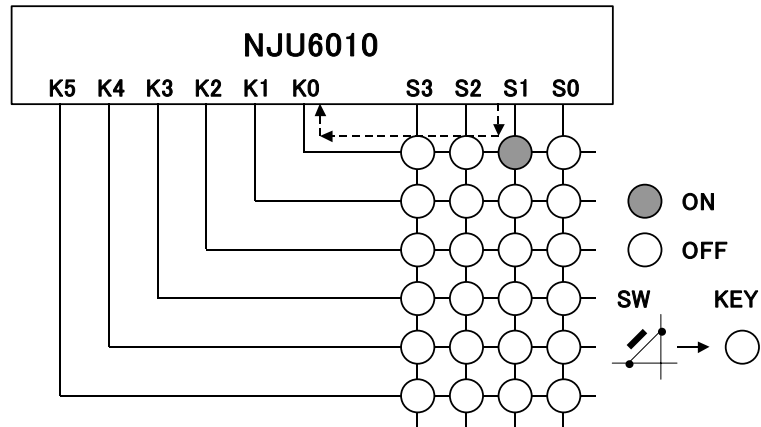 NJU6010
K5 K4 K3 K2 K1 K0 S3 S2 S1 S0
ON
OFF
SW KEY